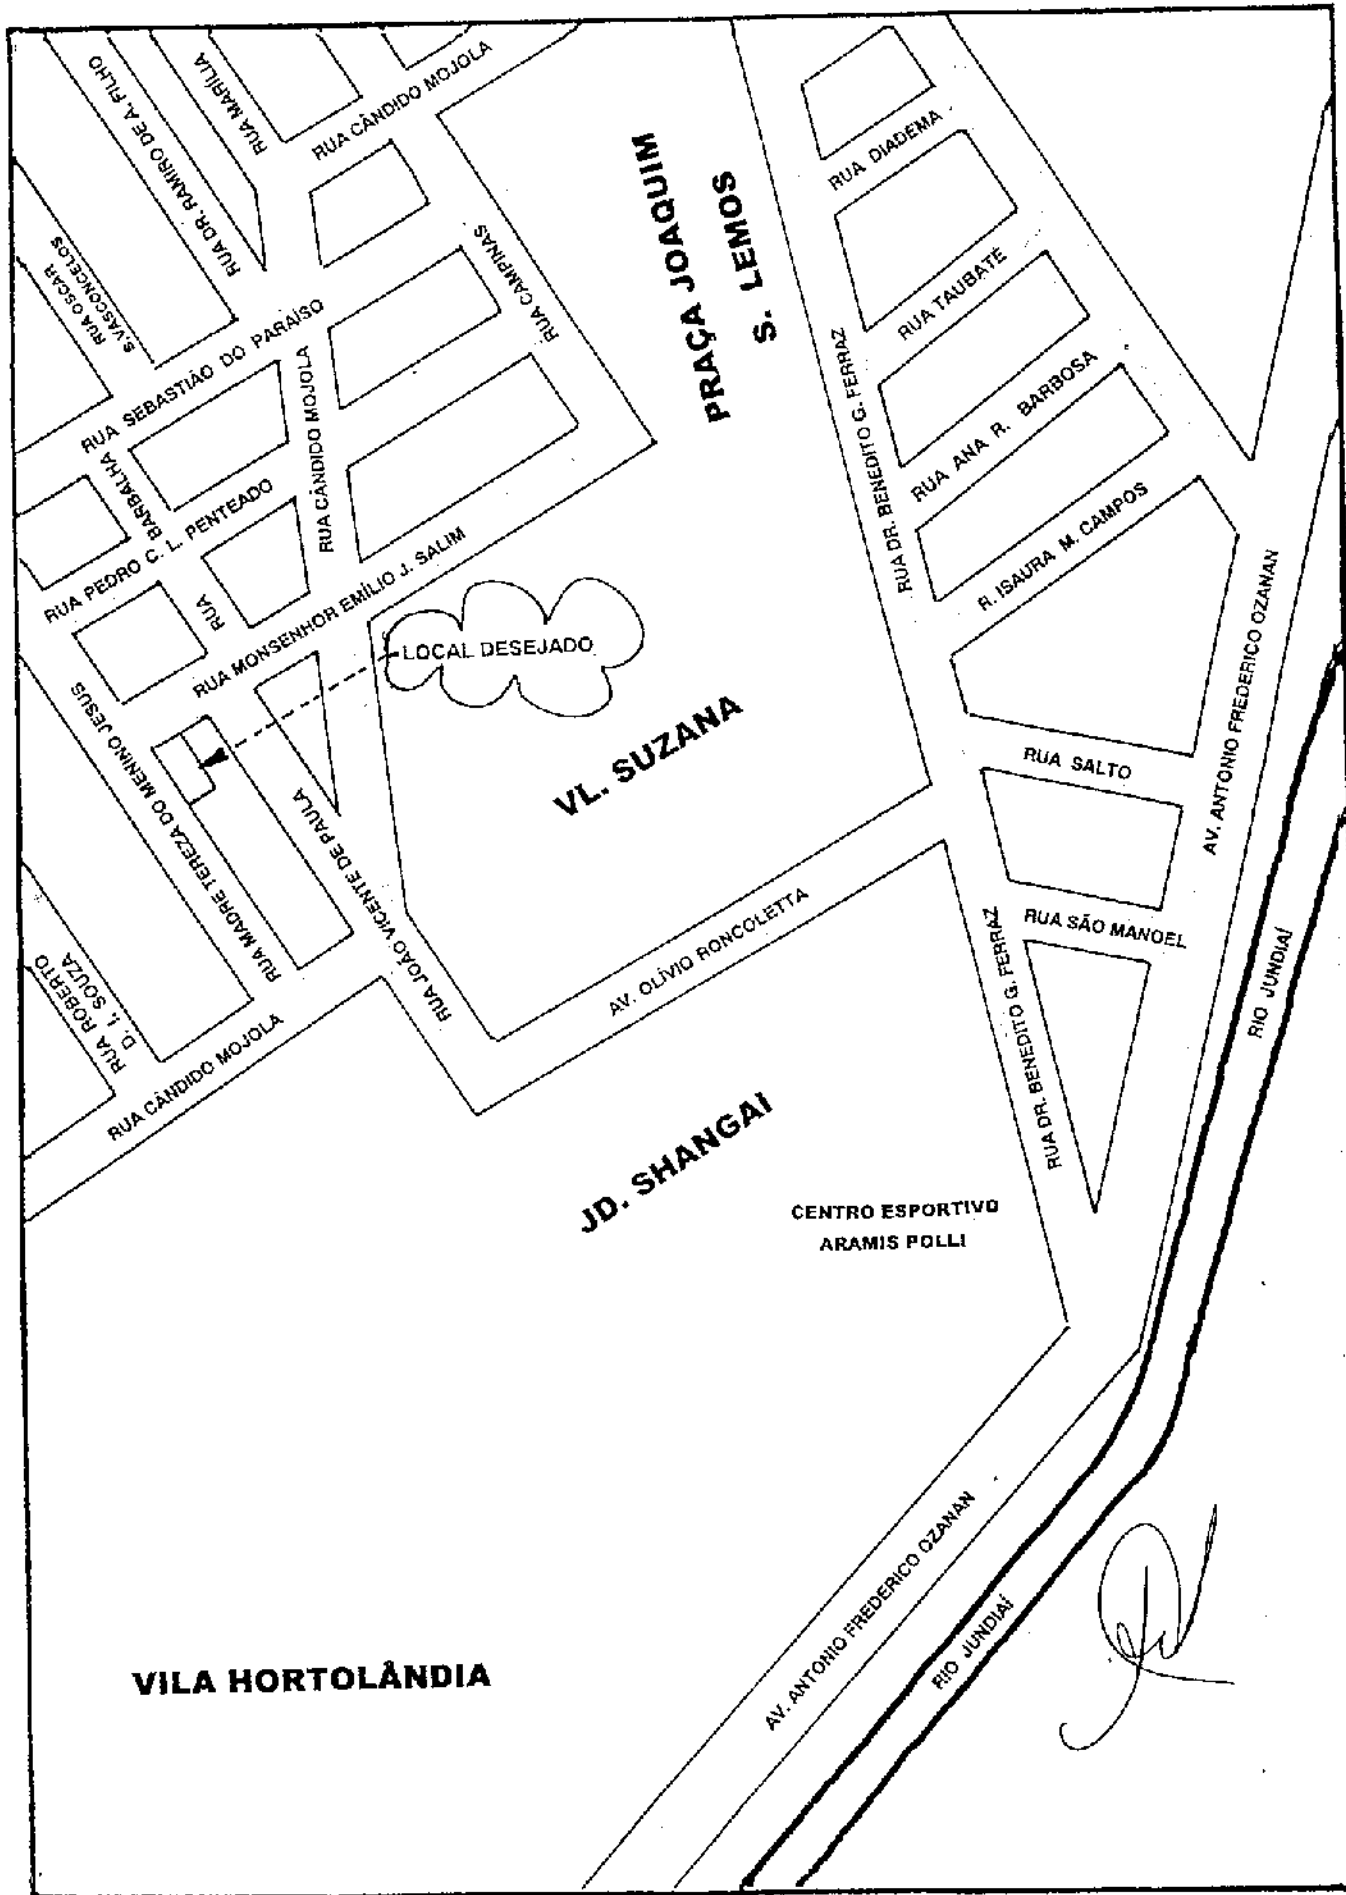 RUA DR. RAMIRO DE A. FILHO
RUA MARÍLIA
RUA CÂNDIDO MOJOLA
RUA OSCAR
S. VASCONCELOS
RUA SEBASTIÃO DO PARAÍSO
RUA CAMPINAS
PRAÇA JOAQUIM
S. LEMOS
RUA DIADEMA
RUA TAUBATÉ
RUA ANA R. BARBOSA
R. ISAURA M. CAMPOS
RUA DR. BENEDITO G. FERRAZ
RUA CÂNDIDO MOJOLA
RUA BARBALHA
RUA PEDRO C. L. PENTEADO
RUA MONSENHOR EMÍLIO J. SALIM
LOCAL DESEJADO
VL. SUZANA
RUA MADRE TEREZA DO MENINO JESUS
RUA JOÃO VICENTE DE PAULA
RUA SALTO
AV. ANTONIO FREDERICO OZANAN
RUA SÃO MANOEL
RUA DR. BENEDITO G. FERRAZ
AV. OLÍVIO RONCOLETTA
RIO JUNDIAÍ
RUA ROBERTO
D. J. SOUZA
RUA CÂNDIDO MOJOLA
JD. SHANGAI
CENTRO ESPORTIVO
ARAMIS POLLI
AV. ANTONIO FREDERICO OZANAN
RIO JUNDIAÍ
VILA HORTOLÂNDIA